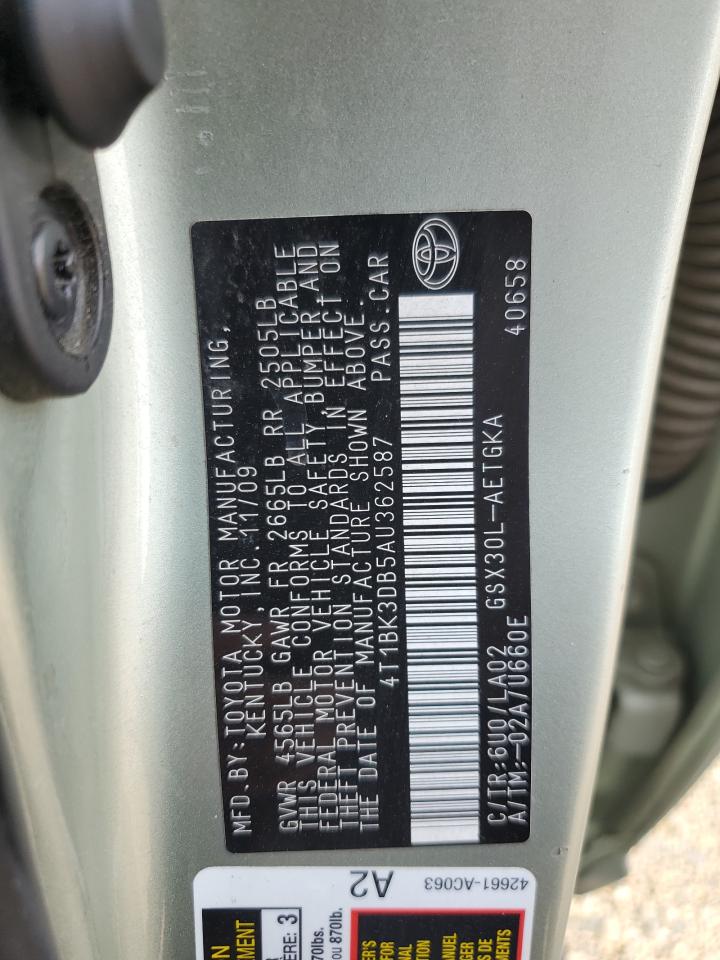 MFD.BY:TOYOTA MOTOR MANUFACTURING,
KENTUCKY,INC. 11/09
GVWR 4565LB GAWR FR 2665LB RR 2505LB
THIS VEHICLE CONFORMS TO ALL APPLICABLE
FEDERAL MOTOR VEHICLE SAFETY, BUMPER,AND
THEFT PREVENTION STANDARDS IN EFFECT ON
THE DATE OF MANUFACTURE SHOWN ABOVE.
4T1BK3DB5AU362587 PASS.CAR
C/TR:6U0/LA02 GSX30L-AETGKA 40658
A/TM:-02A/U660E
A2
42661-AC063